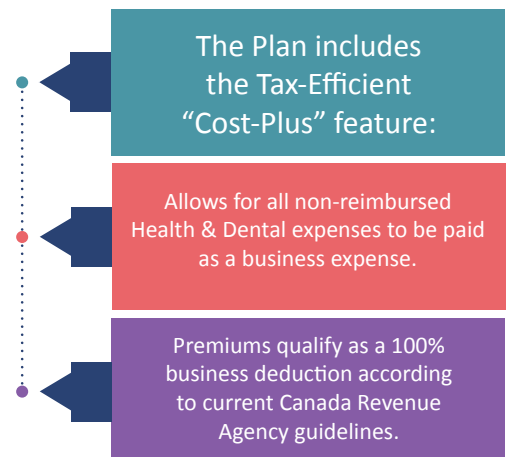 The Plan includes
the Tax-Efficient
“Cost-Plus” feature:
Allows for all non-reimbursed
Health & Dental expenses to be paid
as a business expense.
Premiums qualify as a 100%
business deduction according
to current Canada Revenue
Agency guidelines.